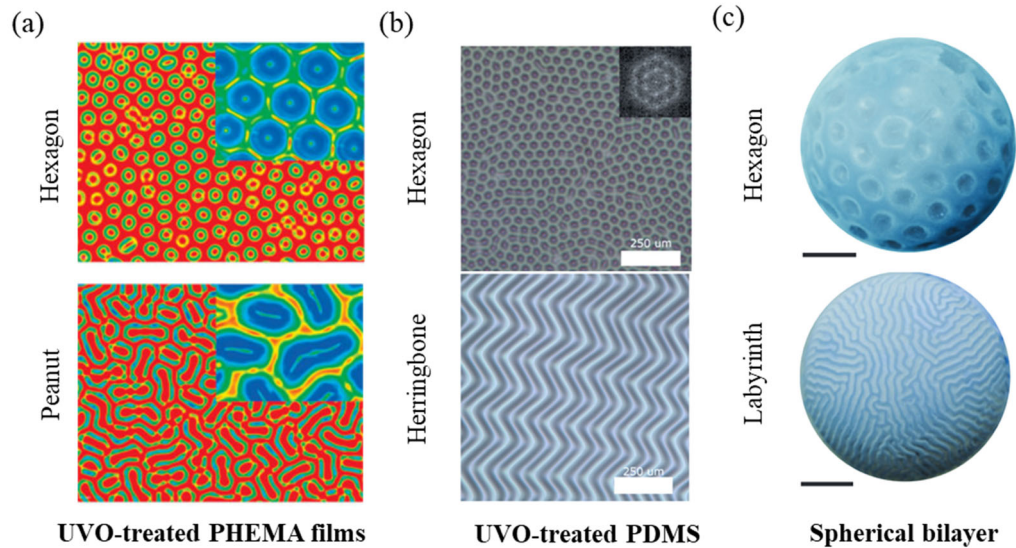 (a)
(b)
(c)
Hexagon
Hexagon
Hexagon
250 um
Peanut
Herringbone
Labyrinth
250 um
UVO-treated PHEMA films
UVO-treated PDMS
Spherical bilayer